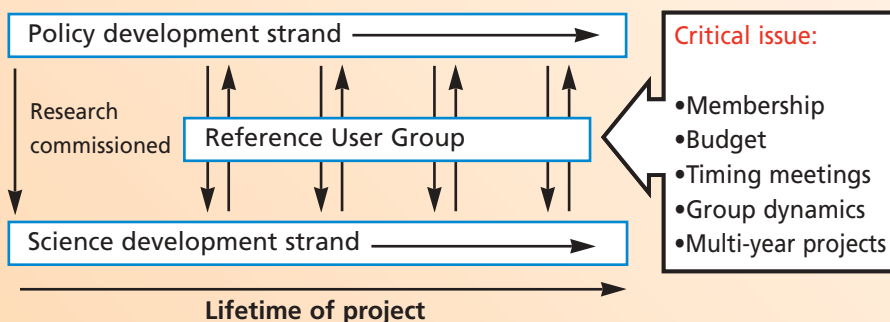 Policy development strand
Research
commissioned
Reference User Group
Science development strand
Lifetime of project
Critical issue:
•Membership
•Budget
•Timing meetings
•Group dynamics
•Multi-year projects